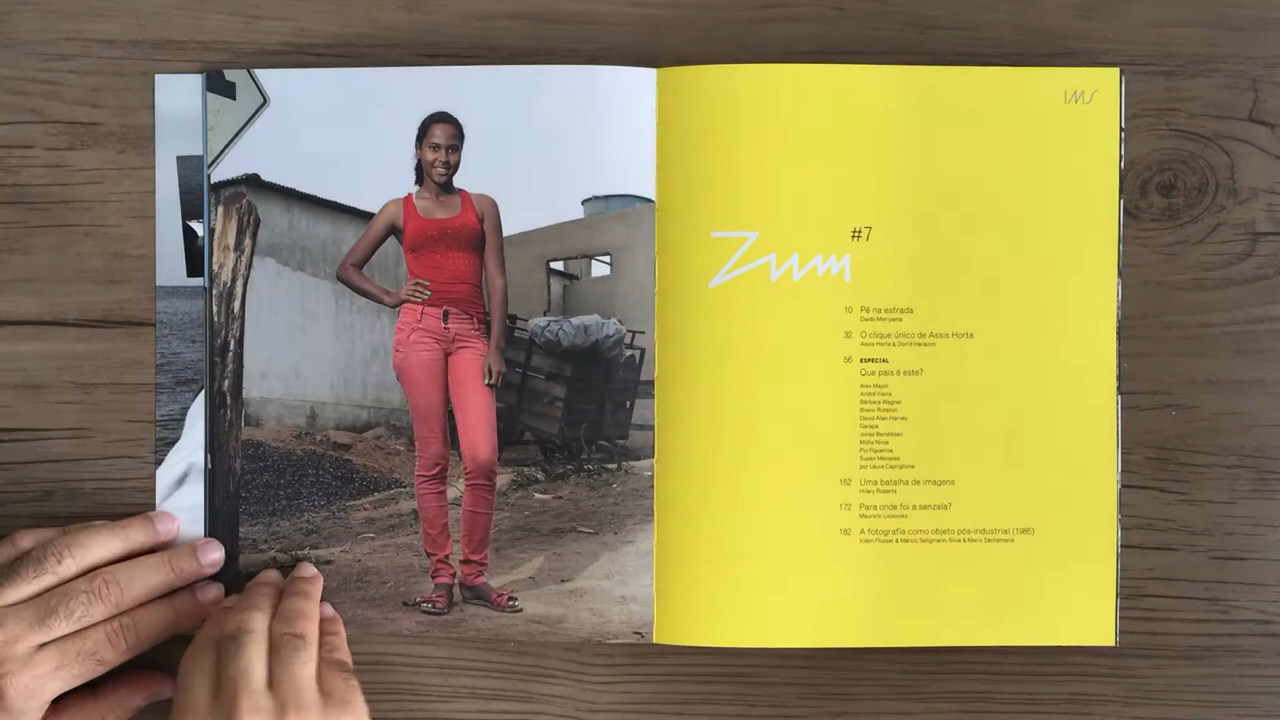 IMS
Zum #7
10 Pé na estrada
Daido Moriyama
32 O clique único de Assis Horta
Assis Horta & Dorrit Harazim
56 ESPECIAL
Que país é este?
Alex Majoli
André Vieira
Bárbara Wagner
Breno Rotatori
David Alan Harvey
Garapa
Jonas Bendiksen
Mídia Ninja
Pio Figueiroa
Susan Meiselas
por Laura Capriglione
152 Uma batalha de imagens
Hilary Roberts
172 Para onde foi a senzala?
Maurício Lissovsky
182 A fotografia como objeto pós-industrial (1985)
Vilém Flusser & Márcio Seligmann-Silva & Mario Santamaría